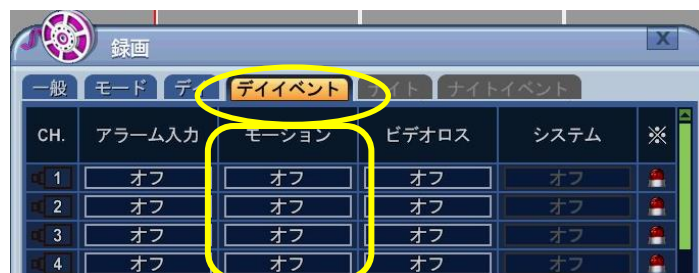 録画
X
一般 モード デイ デイイベント ナイト ナイトイベント
CH. アラーム入力 モーション ビデオロス システム ※
1 オフ オフ オフ オフ
2 オフ オフ オフ オフ
3 オフ オフ オフ オフ
4 オフ オフ オフ オフ